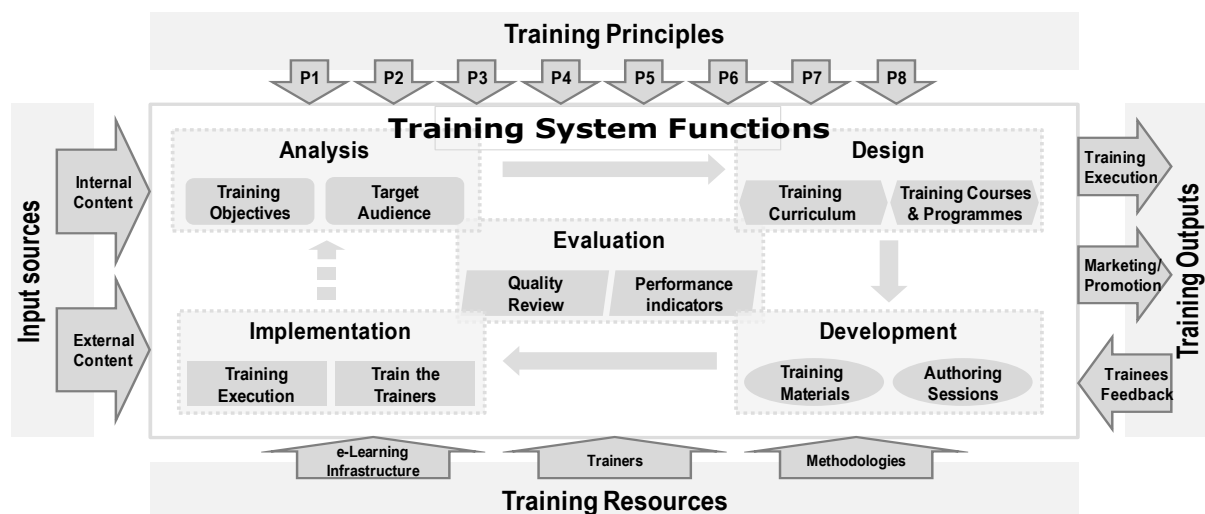 Training Principles
P1
P2
P3
P4
P5
P6
P7
P8
Training System Functions
Input sources
Internal
Content
External
Content
Analysis
Training
Objectives
Target
Audience
Design
Training
Curriculum
Training Courses
& Programmes
Evaluation
Quality
Review
Performance
indicators
Implementation
Training
Execution
Train the
Trainers
Development
Training
Materials
Authoring
Sessions
Training
Execution
Marketing/
Promotion
Trainees
Feedback
Training Outputs
e-Learning
Infrastructure
Trainers
Methodologies
Training Resources